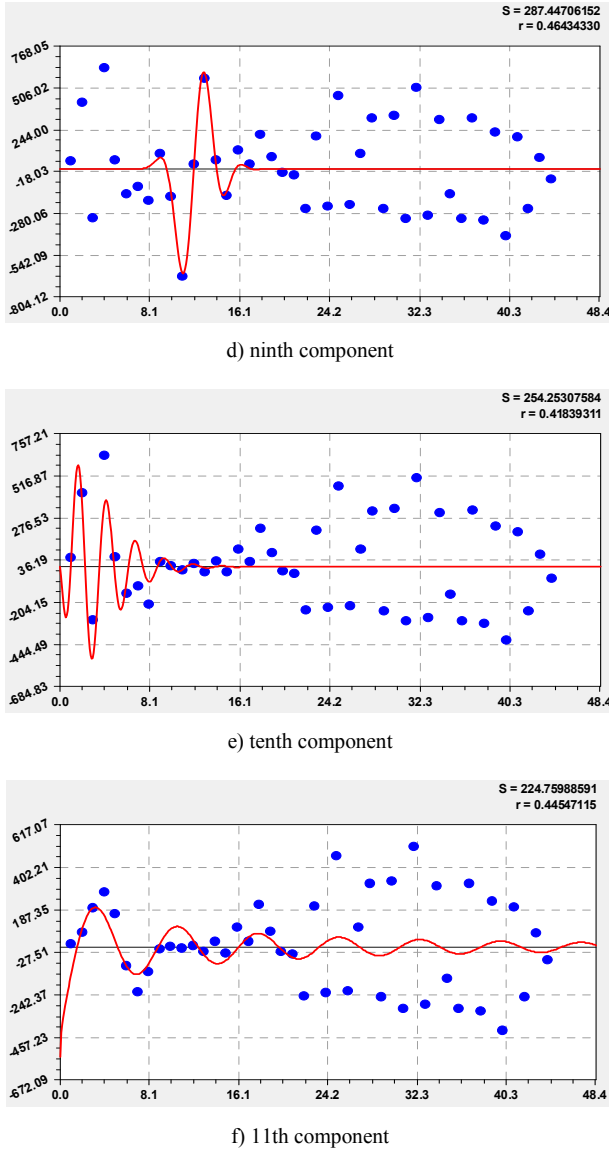 S = 287.44706152
r = 0.46434330
768.05
506.02
244.00
-18.03
-280.06
-542.09
-804.12
0.0 8.1 16.1 24.2 32.3 40.3 48.4
d) ninth component
S = 254.25307584
r = 0.41839311
757.21
516.87
276.53
36.19
-204.15
-444.49
-684.83
0.0 8.1 16.1 24.2 32.3 40.3 48.4
e) tenth component
S = 224.75988591
r = 0.44547115
617.07
402.21
187.35
-27.51
-242.37
-457.23
-672.09
0.0 8.1 16.1 24.2 32.3 40.3 48.4
f) 11th component